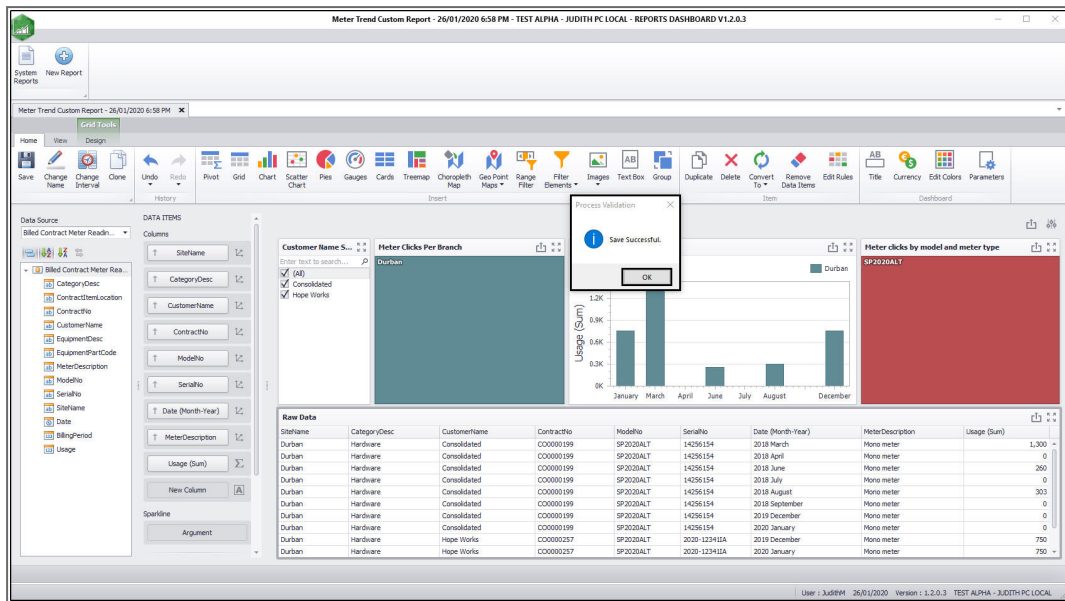 Meter Trend Custom Report - 26/01/2020 6:58 PM - TEST ALPHA - JUDITH PC LOCAL - REPORTS DASHBOARD V1.2.0.3
System Reports
New Report
Meter Trend Custom Report - 26/01/2020 6:58 PM
Grid Tools
Home View Design
Save Change Name Change Interval Clone Undo Redo Pivot Grid Chart Scatter Chart Pies Gauges Cards Treemap Choropleth Map Geo Point Maps Range Filter Filter Elements Images Text Box Group Duplicate Delete Convert To Remove Data Items Edit Rules Title Currency Edit Colors Parameters
History Insert Item Dashboard
Data Source
Billed Contract Meter Readin...
Billed Contract Meter Rea...
CategoryDesc
ContractItemLocation
ContractNo
CustomerName
EquipmentDesc
EquipmentPartCode
MeterDescription
ModelNo
SerialNo
SiteName
Date
BillingPeriod
Usage
DATA ITEMS
Columns
SiteName
CategoryDesc
CustomerName
ContractNo
ModelNo
SerialNo
Date (Month-Year)
MeterDescription
Usage (Sum)
New Column
Sparkline
Argument
Process Validation
Save Successful.
OK
Customer Name S...
Enter text to search...
(All)
Consolidated
Hope Works
Meter Clicks Per Branch
Durban
Durban
Usage (Sum)
1.2K
0.9K
0.6K
0.3K
0K
January March April June July August December
Meter clicks by model and meter type
SP2020ALT
Raw Data
SiteName CategoryDesc CustomerName ContractNo ModelNo SerialNo Date (Month-Year) MeterDescription Usage (Sum)
Durban Hardware Consolidated CO0000199 SP2020ALT 14256154 2018 March Mono meter 1,300
Durban Hardware Consolidated CO0000199 SP2020ALT 14256154 2018 April Mono meter 0
Durban Hardware Consolidated CO0000199 SP2020ALT 14256154 2018 June Mono meter 260
Durban Hardware Consolidated CO0000199 SP2020ALT 14256154 2018 July Mono meter 0
Durban Hardware Consolidated CO0000199 SP2020ALT 14256154 2018 August Mono meter 303
Durban Hardware Consolidated CO0000199 SP2020ALT 14256154 2018 September Mono meter 0
Durban Hardware Consolidated CO0000199 SP2020ALT 14256154 2019 December Mono meter 0
Durban Hardware Consolidated CO0000199 SP2020ALT 14256154 2020 January Mono meter 0
Durban Hardware Hope Works CO0000257 SP2020ALT 2020-12341IA 2019 December Mono meter 750
Durban Hardware Hope Works CO0000257 SP2020ALT 2020-12341IA 2020 January Mono meter 750
User : JudithM 26/01/2020 Version : 1.2.0.3 TEST ALPHA - JUDITH PC LOCAL